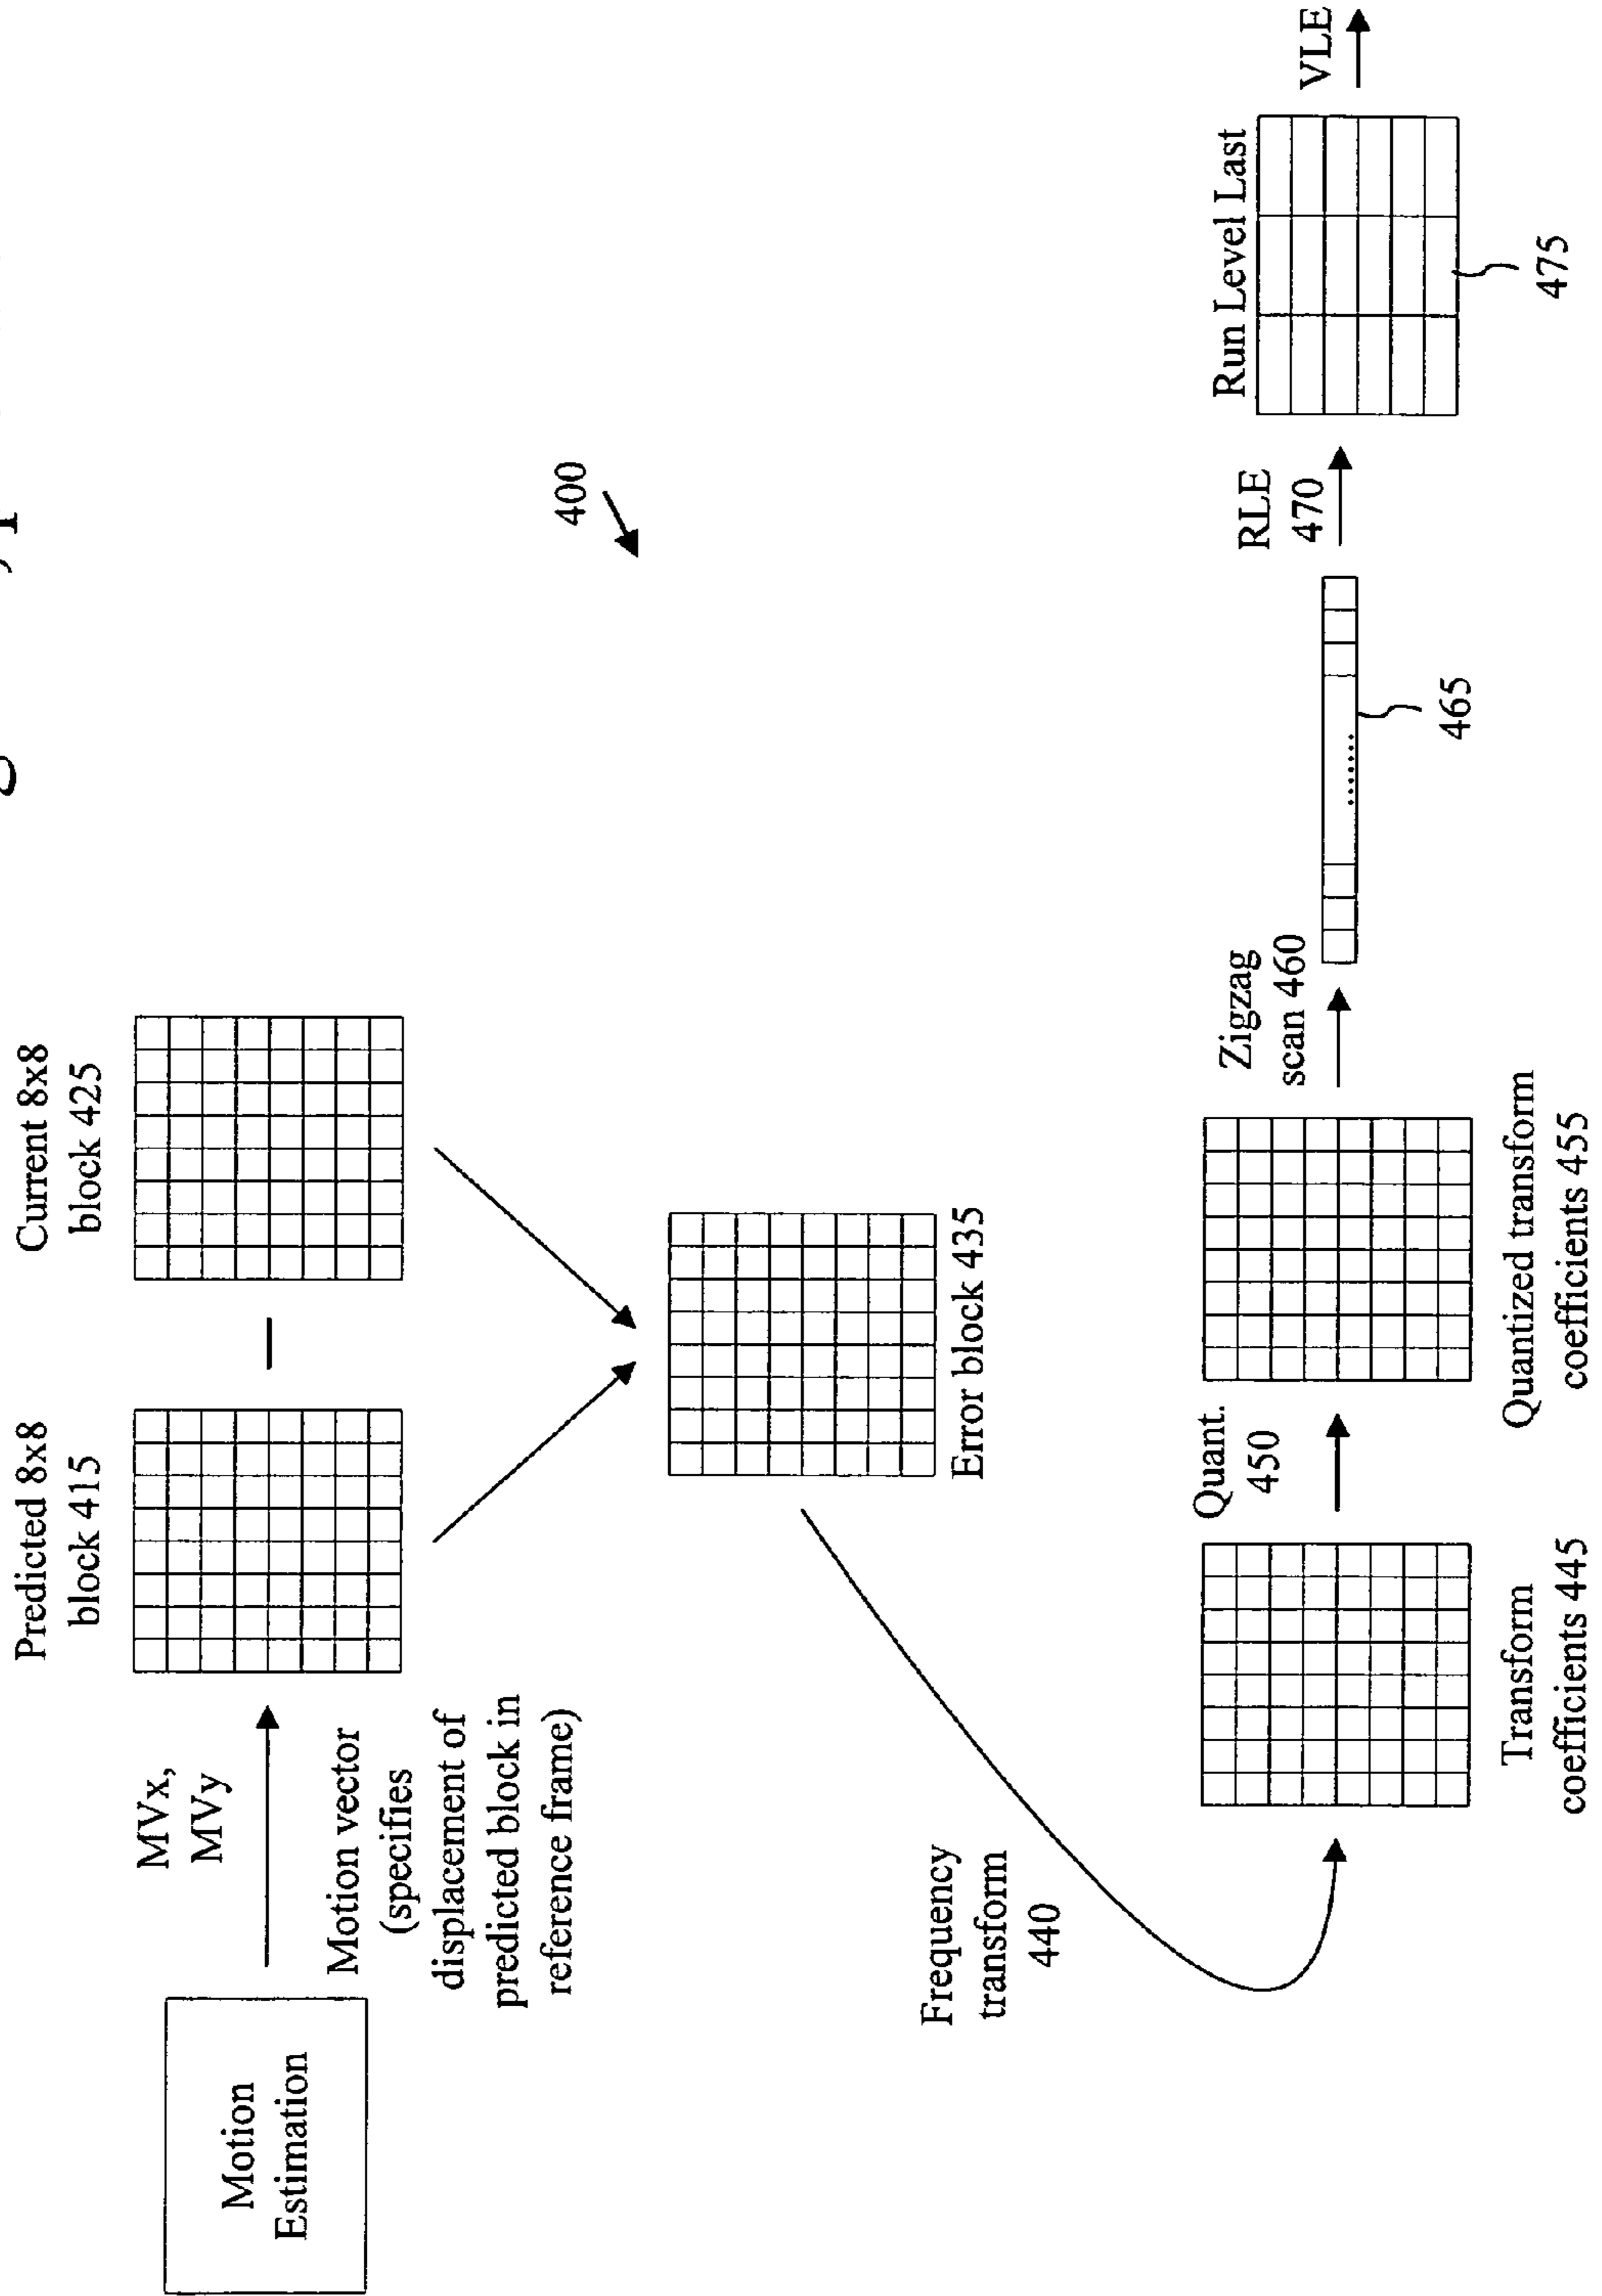 Motion
Estimation
MVx,
MVy
Motion vector
(specifies
displacement of
predicted block in
reference frame)
Predicted 8x8
block 415
Current 8x8
block 425
400
Error block 435
Frequency
transform
440
Transform
coefficients 445
Quant.
450
Quantized transform
coefficients 455
Zigzag
scan 460
465
RLE
470
Run Level Last
475
VLE